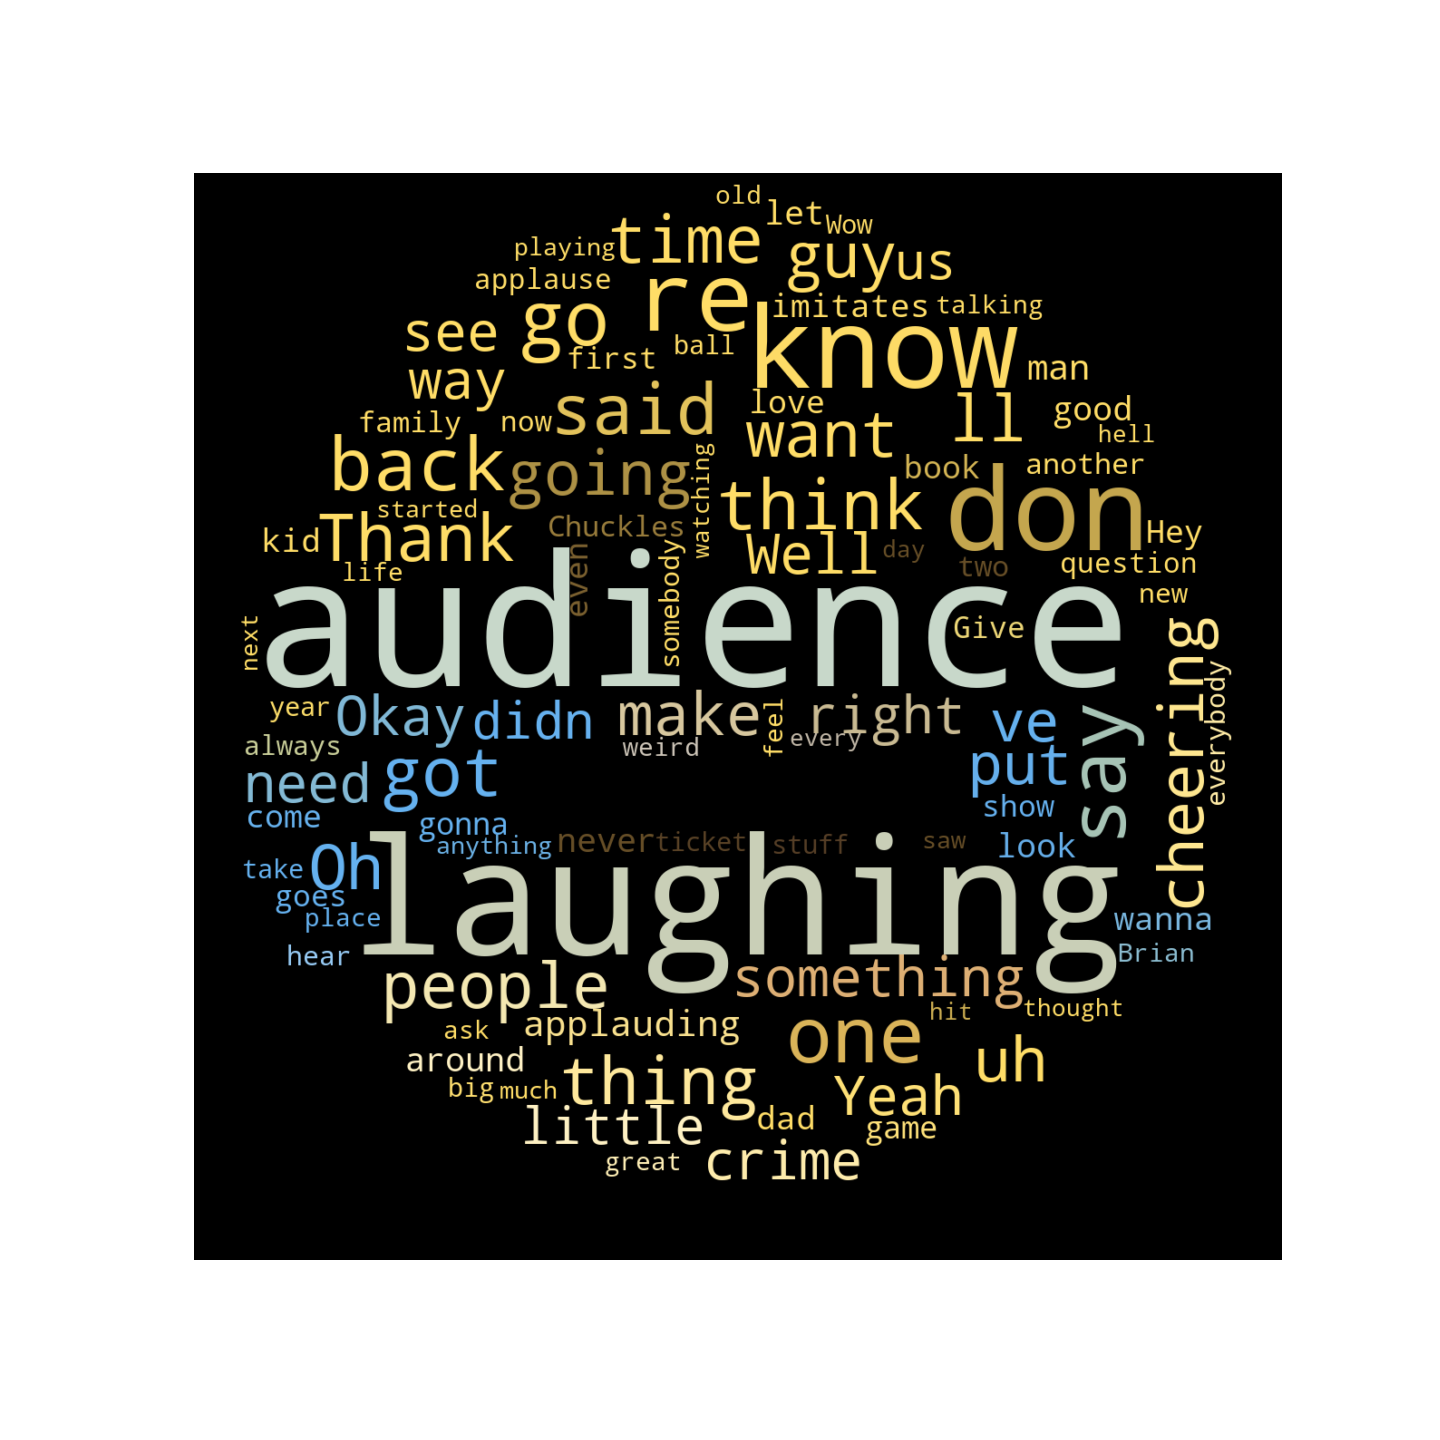 old
let
Wow
time
playing
guy
us
applause
re
imitates
talking
go
know
see
first
ball
man
way
love
good
said
ll
family
now
want
hell
back
going
watching
book
another
think
don
started
Chuckles
Thank
Hey
kid
Well
day
even
two
question
life
somebody
new
audience
Give
next
cheering
year
Okay
didn
make
right
ve
say
everybody
always
weird
feel
every
need
got
put
come
show
gonna
anything
never
ticket
stuff
saw
look
take
Oh
goes
laughing
place
wanna
hear
Brian
people
something
ask
applauding
hit
thought
around
one
uh
big
much
thing
Yeah
little
dad
game
great
crime